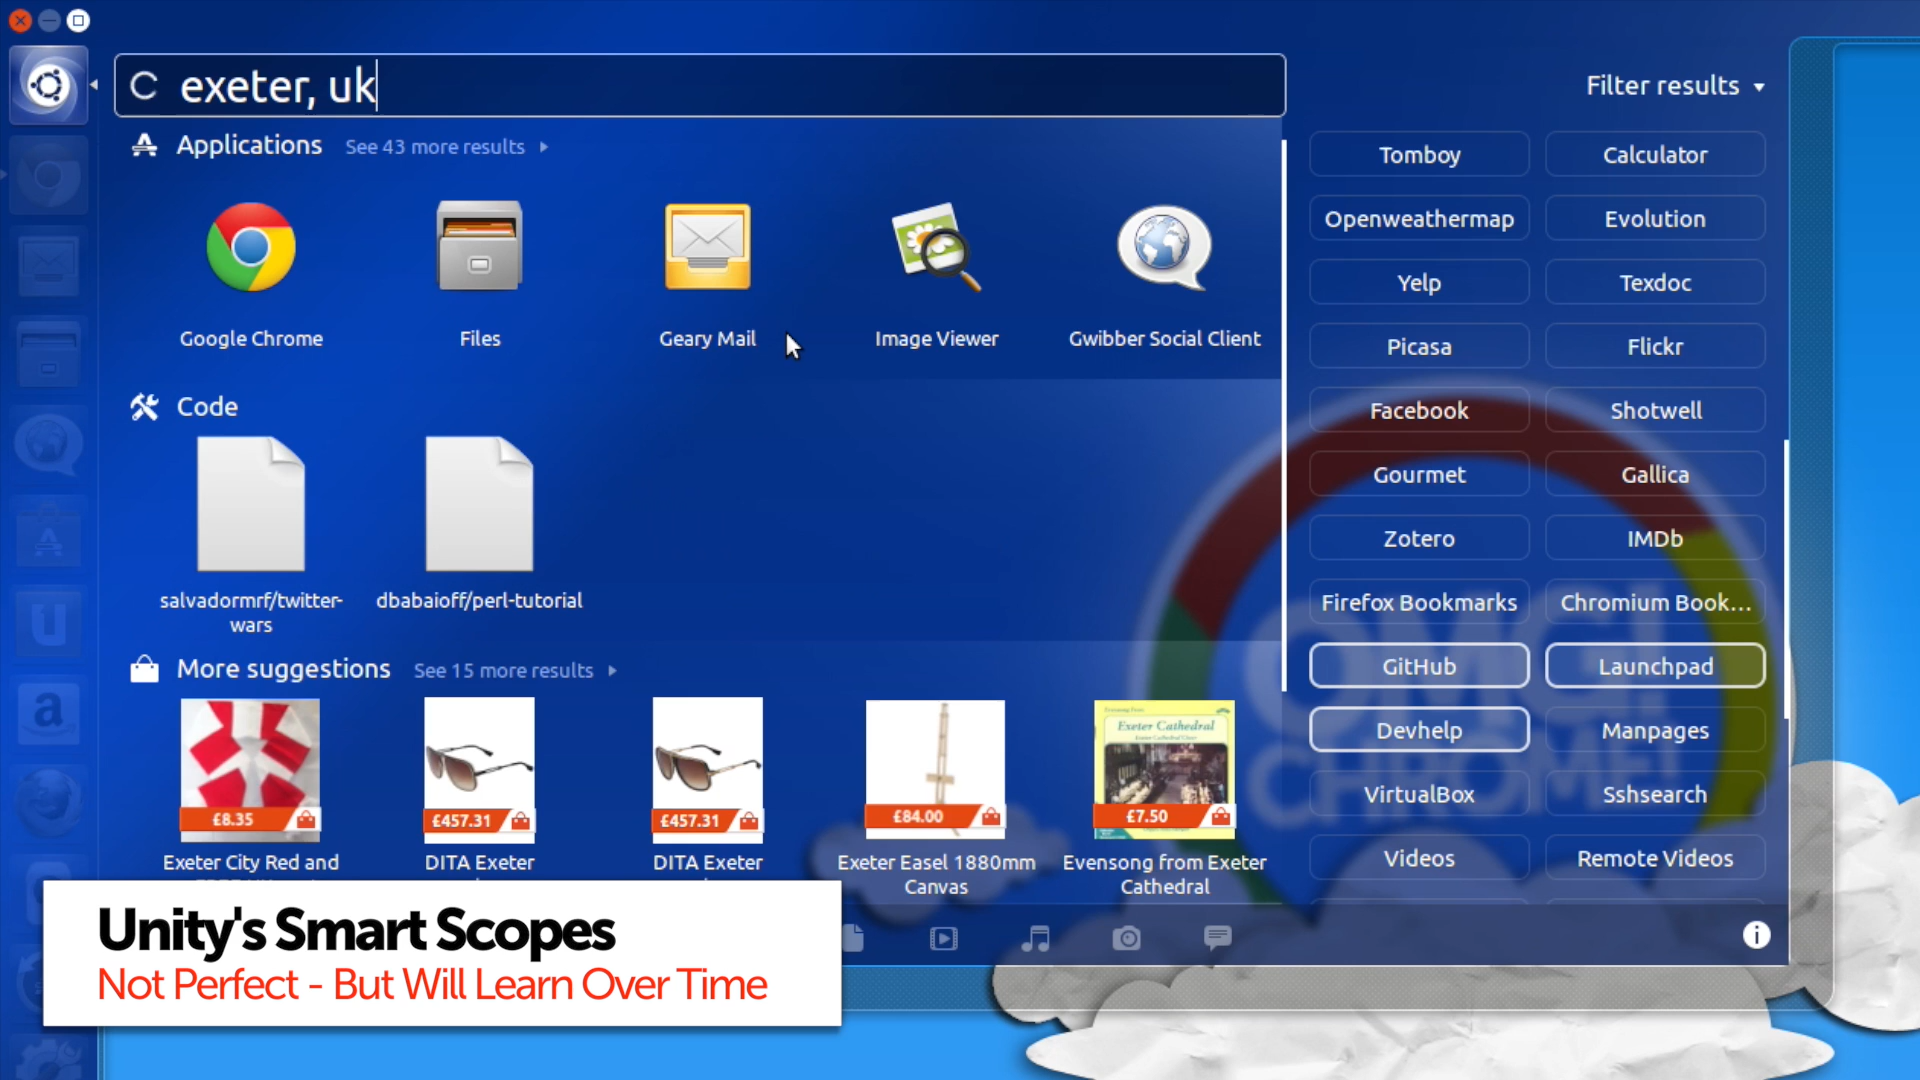 exeter, uk
Filter results
Applications See 43 more results
Google Chrome
Files
Geary Mail
Image Viewer
Gwibber Social Client
Code
salvadormrf/twitter-
wars
dbabaioff/perl-tutorial
More suggestions See 15 more results
£8.35
£457.31
£457.31
£84.00
Exeter Cathedral
£7.50
Exeter City Red and
DITA Exeter
DITA Exeter
Exeter Easel 1880mm
Canvas
Evensong from Exeter
Cathedral
Tomboy
Calculator
Openweathermap
Evolution
Yelp
Texdoc
Picasa
Flickr
Facebook
Shotwell
Gourmet
Gallica
Zotero
IMDb
Firefox Bookmarks
Chromium Book...
GitHub
Launchpad
Devhelp
Manpages
VirtualBox
Sshsearch
Videos
Remote Videos
OMG!
CHROME!
Unity's Smart Scopes
Not Perfect - But Will Learn Over Time